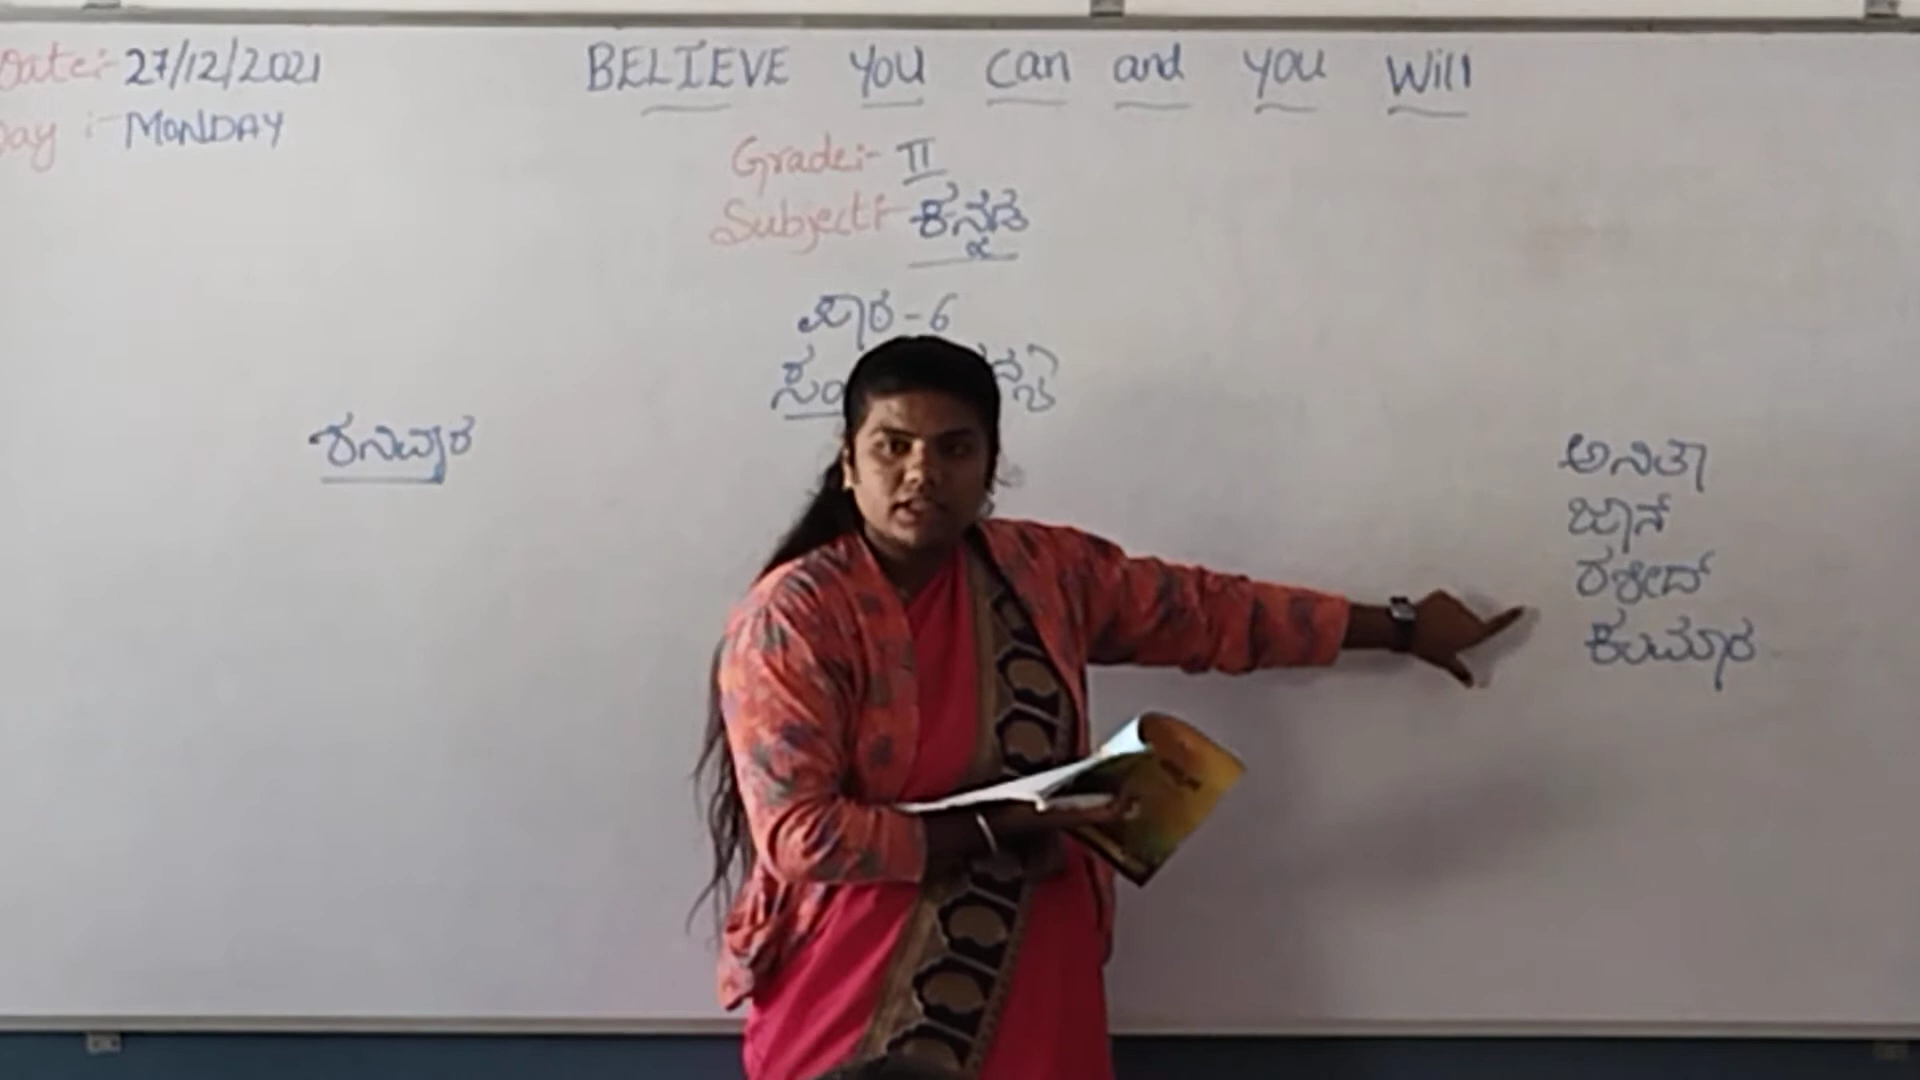 Date:- 27/12/2021
Day :- MONDAY
BELIEVE YOU can and YOU Will
Grade:- II
Subject:- ಕನ್ನಡ
ಪಾಠ - 6
ಶನಿವಾರ
ಅನಿತಾ
ಜಾನ್
ರಶೀದ್
ಕುಮಾರ